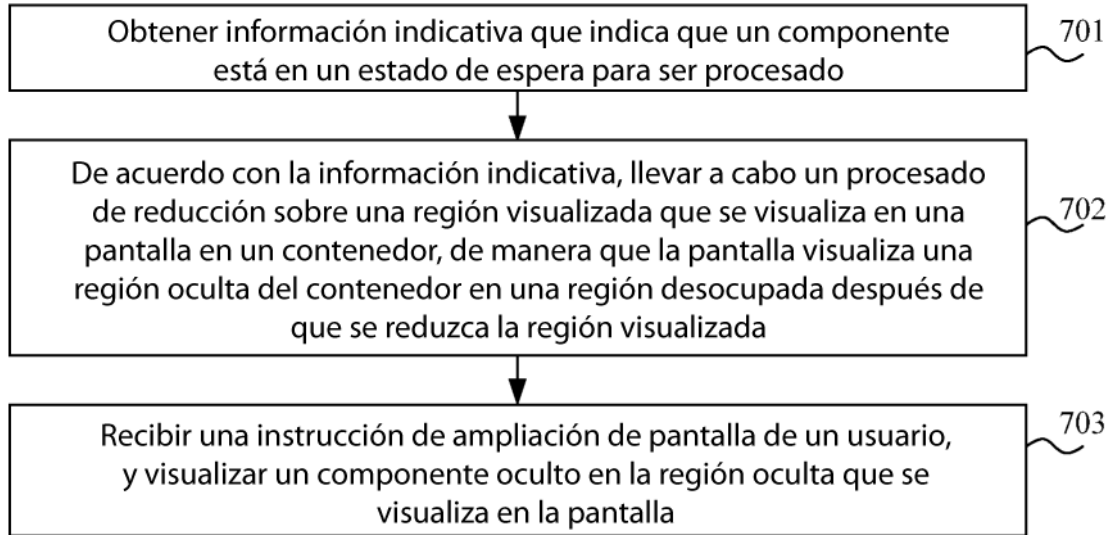 Obtener información indicativa que indica que un componente
está en un estado de espera para ser procesado
701
De acuerdo con la información indicativa, llevar a cabo un procesado
de reducción sobre una región visualizada que se visualiza en una
pantalla en un contenedor, de manera que la pantalla visualiza una
región oculta del contenedor en una región desocupada después de
que se reduzca la región visualizada
702
Recibir una instrucción de ampliación de pantalla de un usuario,
y visualizar un componente oculto en la región oculta que se
visualiza en la pantalla
703